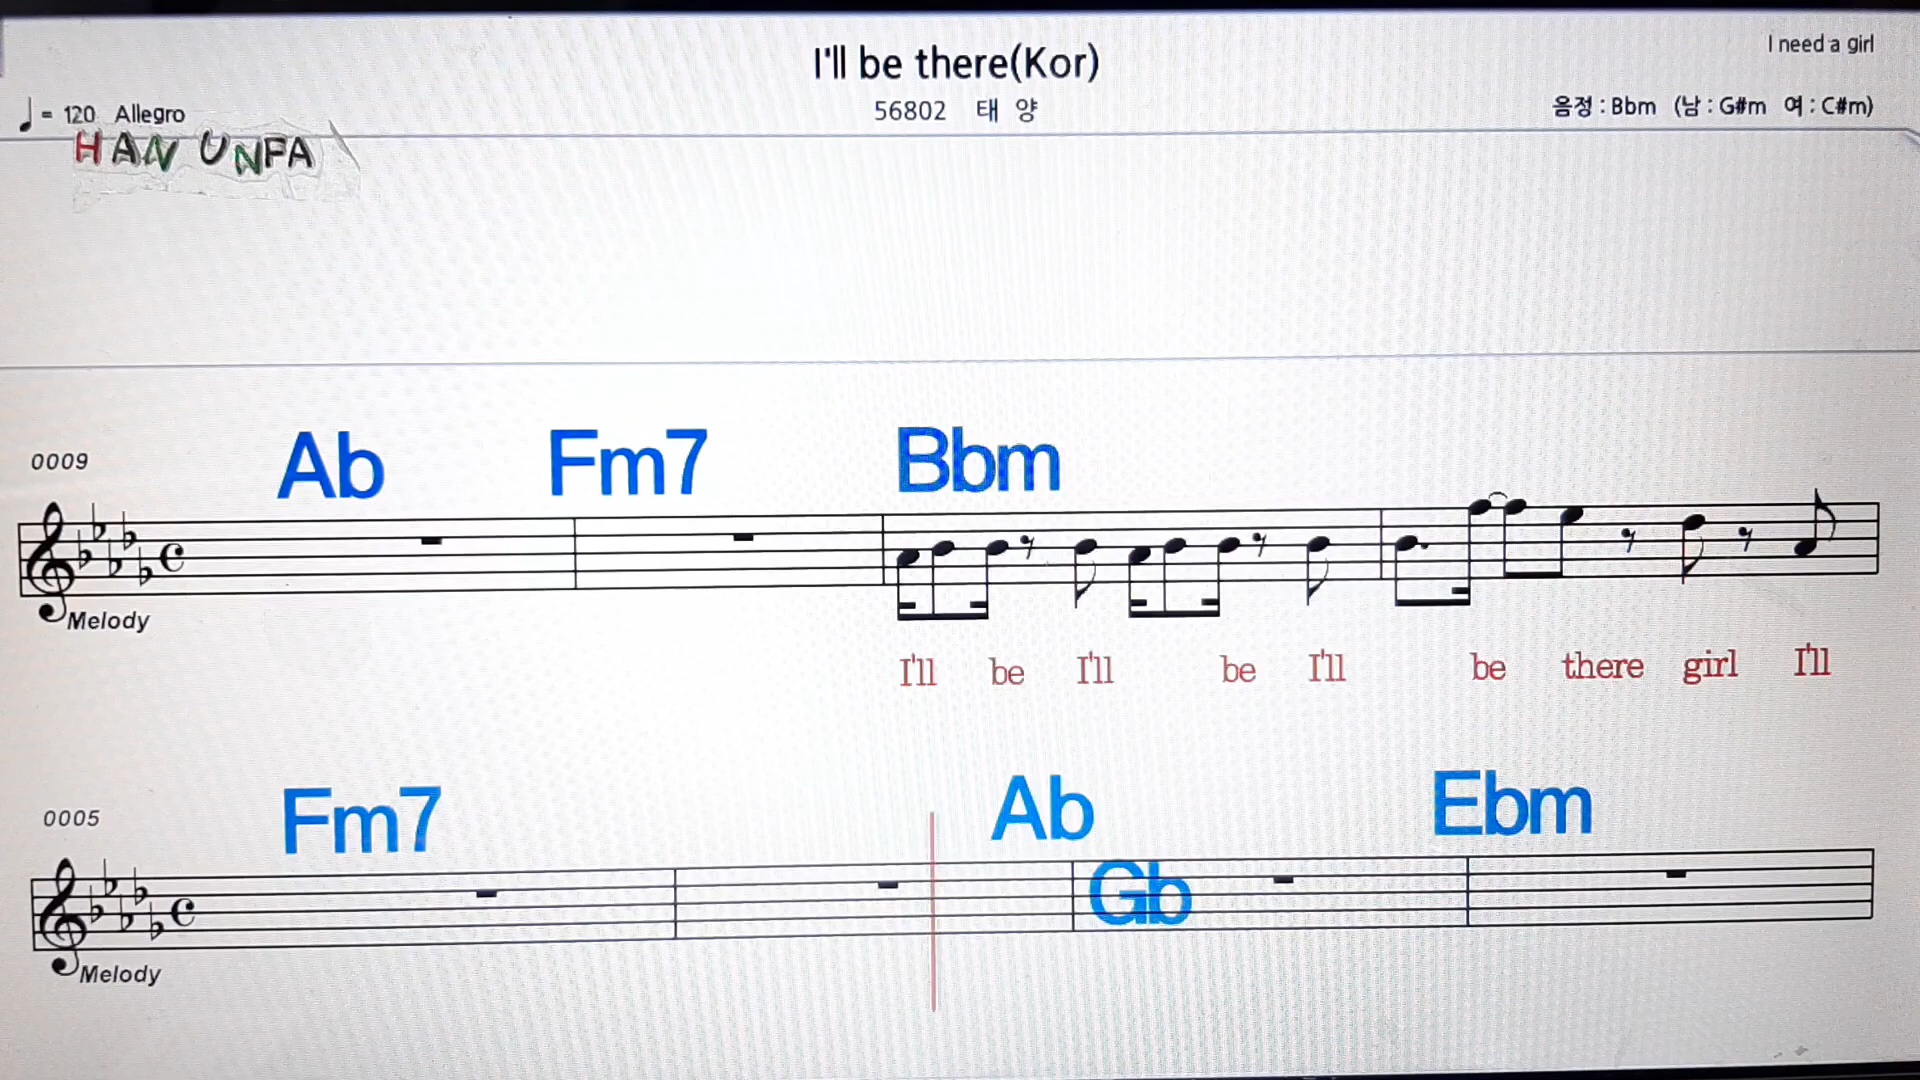 I'll be there(Kor)
I need a girl
♩ = 120 Allegro
56802 태 양
음정 : Bbm (남 : G#m 여 : C#m)
HAN UNFA
0009
Ab Fm7 Bbm
Melody
I'll be I'll be I'll be there girl I'll
0005
Fm7 Ab Ebm
Gb
Melody